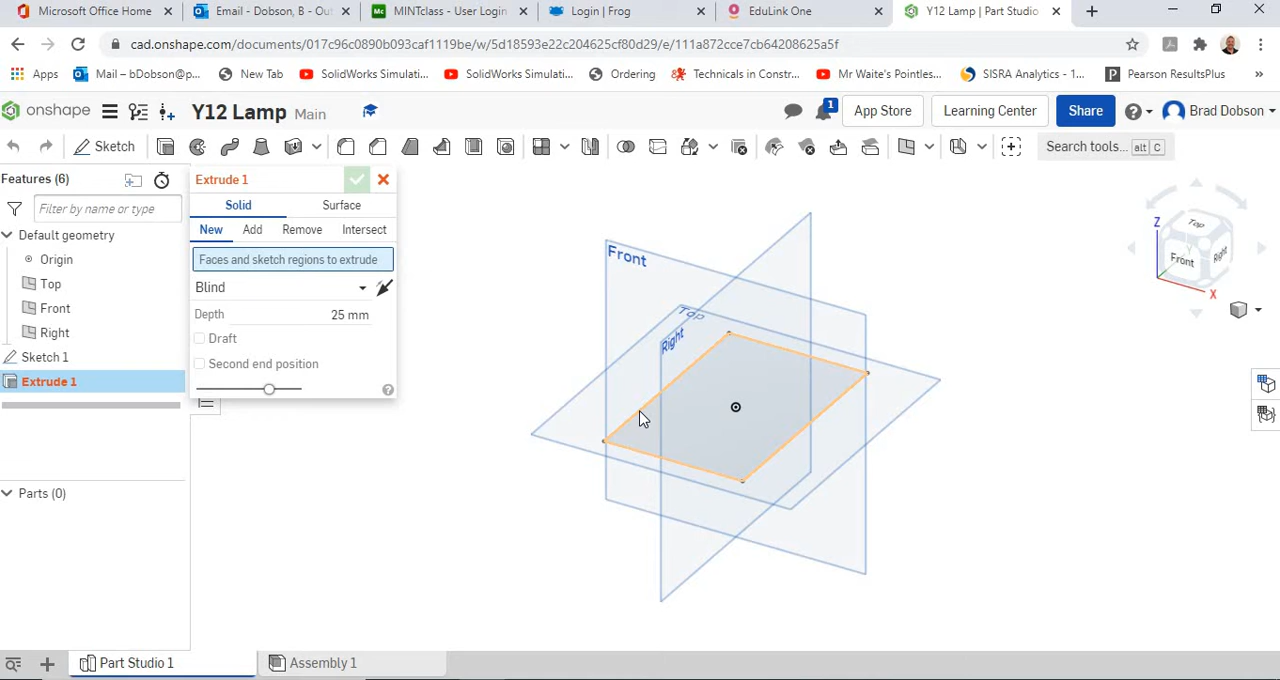 Microsoft Office Home
Email - Dobson, B - Out
MINTclass - User Login
Login | Frog
EduLink One
Y12 Lamp | Part Studio
cad.onshape.com/documents/017c96c0890b093caf1119be/w/5d18593e22c204625cf80d29/e/111a872cce7cb64208625a5f
Apps
Mail – bDobson@p...
New Tab
SolidWorks Simulati...
SolidWorks Simulati...
Ordering
Technicals in Constr...
Mr Waite's Pointles...
SISRA Analytics - 1...
Pearson ResultsPlus
»
onshape
Y12 Lamp Main
1
App Store
Learning Center
Share
Brad Dobson
Sketch
Search tools... alt C
Features (6)
Filter by name or type
Default geometry
Origin
Top
Front
Right
Sketch 1
Extrude 1
Parts (0)
Extrude 1
Solid
Surface
New
Add
Remove
Intersect
Faces and sketch regions to extrude
Blind
Depth 25 mm
Draft
Second end position
Front
Top
Right
Z
Top
Front
Right
X
Part Studio 1
Assembly 1